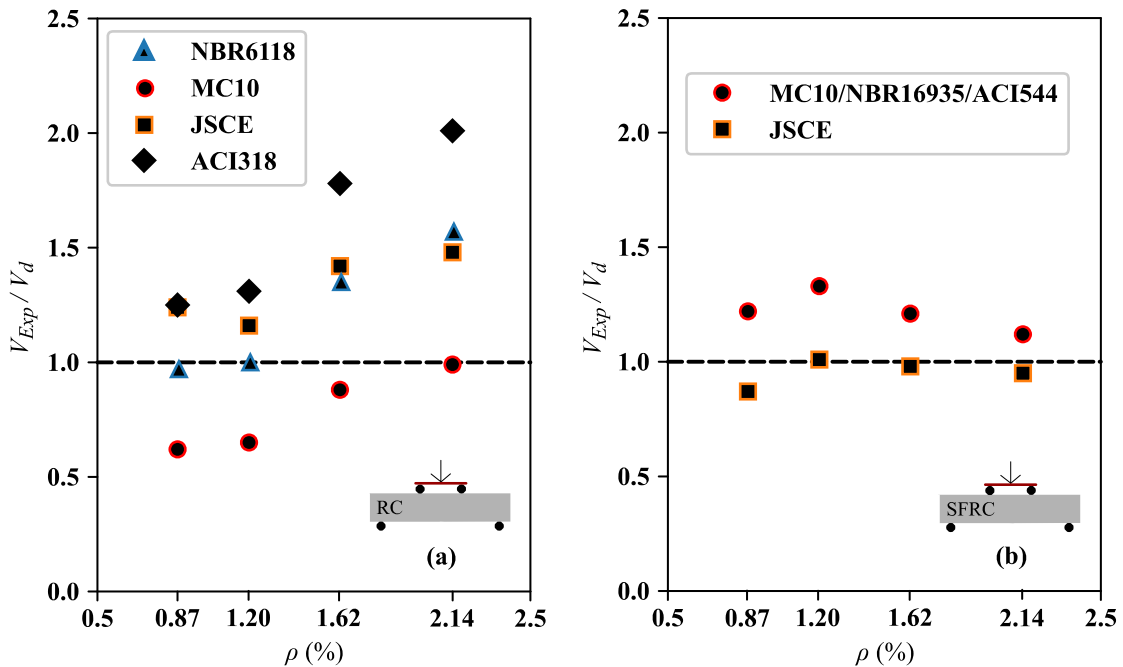 2.5
2.0
1.5
1.0
0.5
0.0
V_Exp / V_d
NBR6118
MC10
JSCE
ACI318
RC
(a)
0.5 0.87 1.20 1.62 2.14 2.5
ρ (%)
2.5
2.0
1.5
1.0
0.5
0.0
V_Exp / V_d
MC10/NBR16935/ACI544
JSCE
SFRC
(b)
0.5 0.87 1.20 1.62 2.14 2.5
ρ (%)